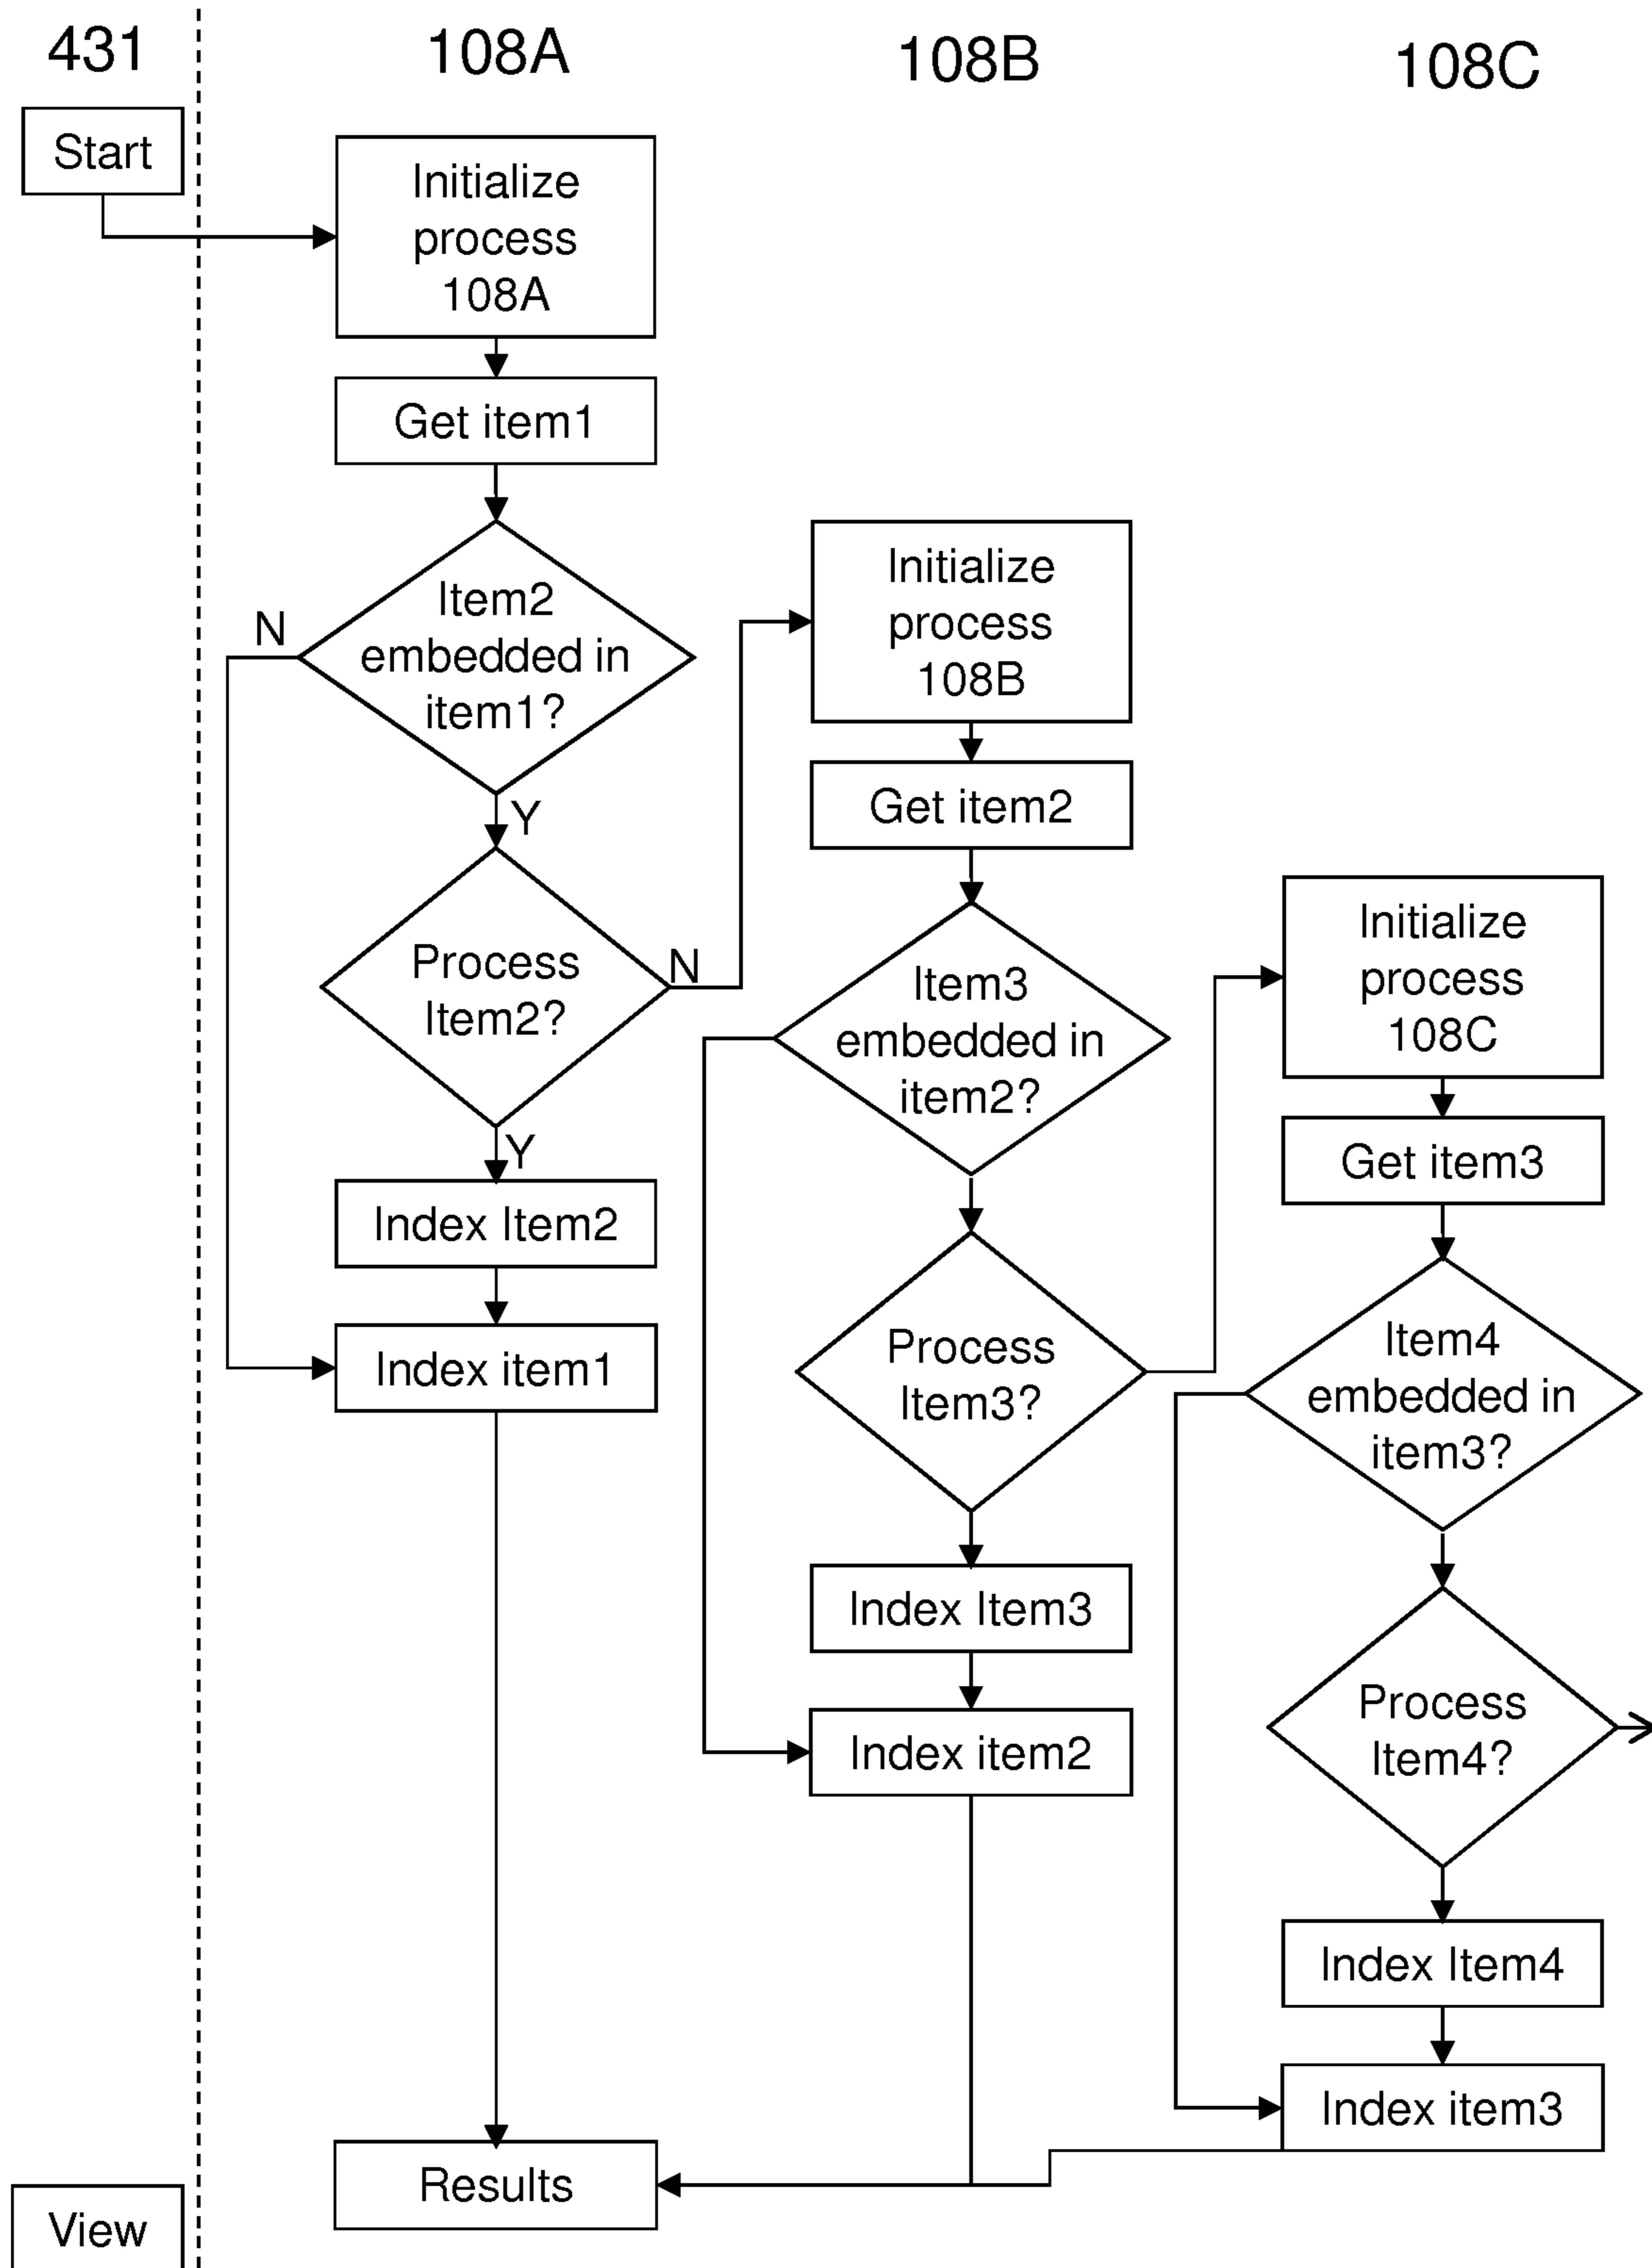 431
108A
108B
108C
Start
Initialize
process
108A
Get item1
Item2
embedded in
item1?
N
Y
Process
Item2?
N
Y
Index Item2
Index item1
Initialize
process
108B
Get item2
Item3
embedded in
item2?
Process
Item3?
Index Item3
Index item2
Initialize
process
108C
Get item3
Item4
embedded in
item3?
Process
Item4?
Index Item4
Index item3
Results
View